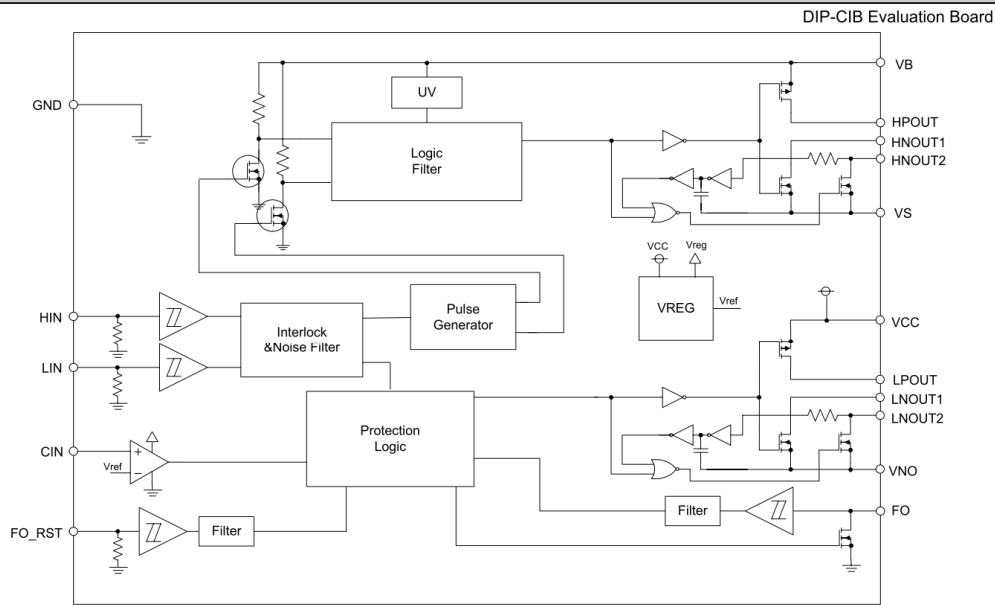 DIP-CIB Evaluation Board
VB
UV
GND
HPOUT
HNOUT1
Logic
Filter
HNOUT2
VS
VCC
Vreg
VREG
Vref
HIN
Pulse
Generator
Interlock
&Noise Filter
VCC
LIN
LPOUT
LNOUT1
LNOUT2
Protection
Logic
CIN
Vref
VNO
Filter
FO
FO_RST
Filter